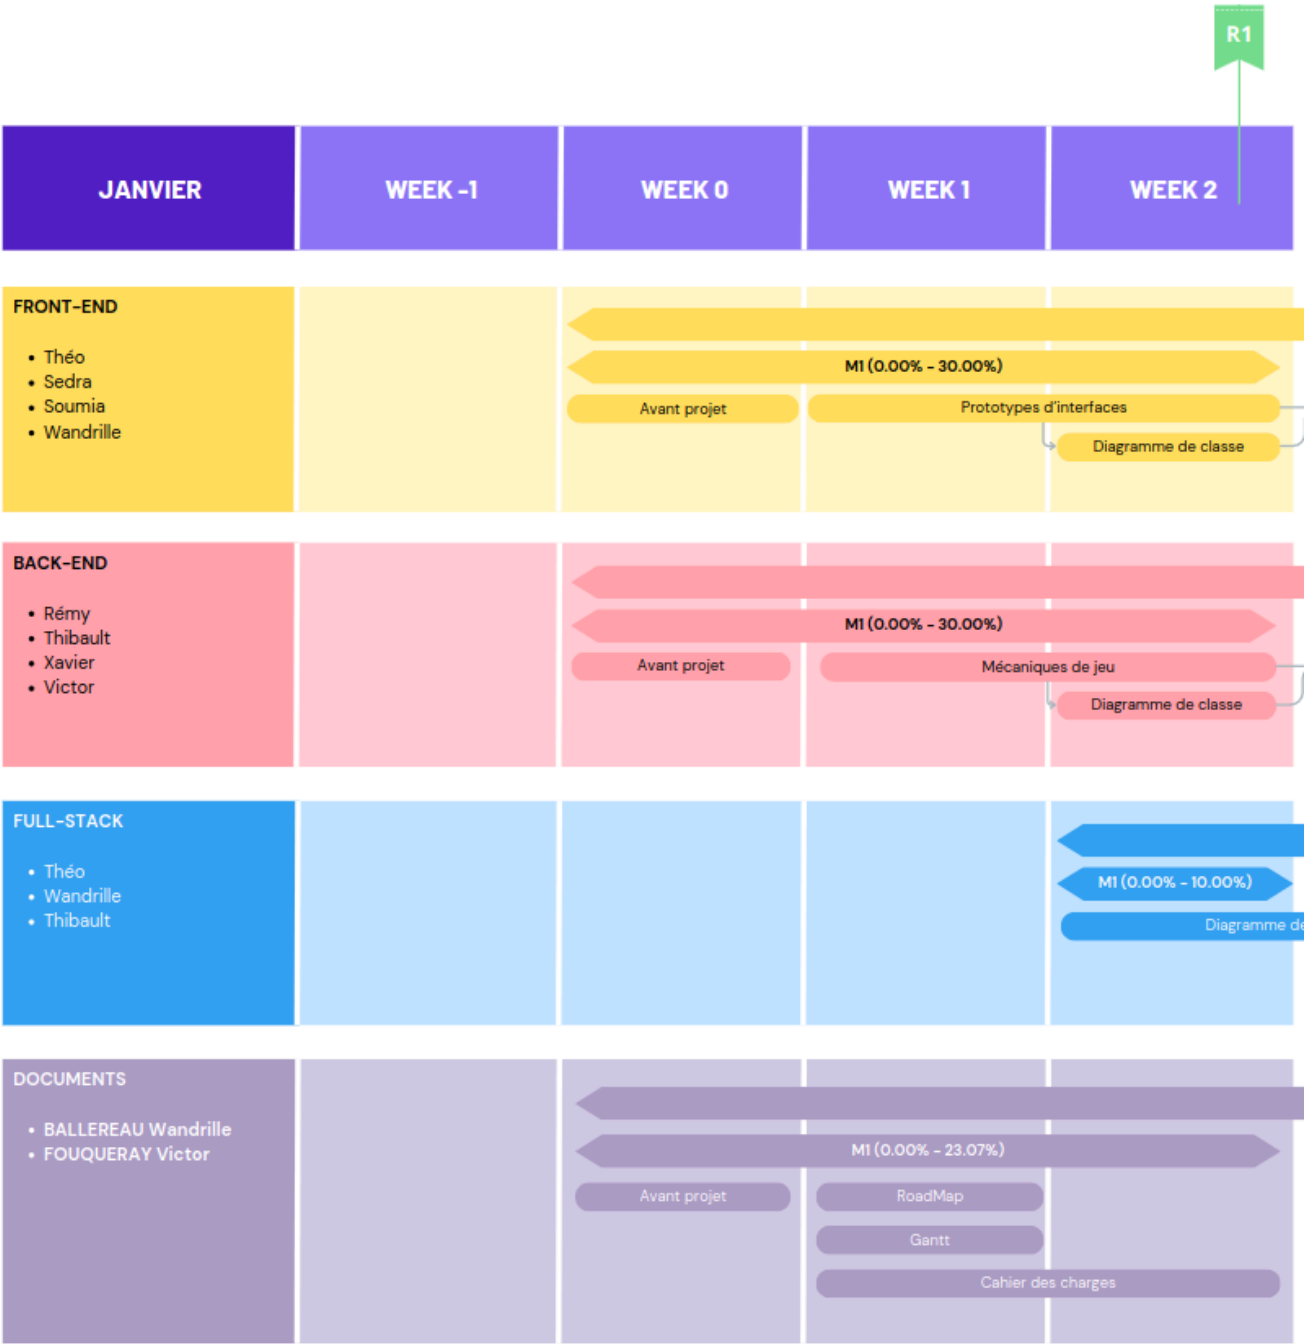 R1
JANVIER
WEEK -1
WEEK 0
WEEK 1
WEEK 2
FRONT-END
• Théo
• Sedra
• Soumia
• Wandrille
M1 (0.00% - 30.00%)
Avant projet
Prototypes d'interfaces
Diagramme de classe
BACK-END
• Rémy
• Thibault
• Xavier
• Victor
M1 (0.00% - 30.00%)
Avant projet
Mécaniques de jeu
Diagramme de classe
FULL-STACK
• Théo
• Wandrille
• Thibault
M1 (0.00% - 10.00%)
Diagramme de
DOCUMENTS
• BALLEREAU Wandrille
• FOUQUERAY Victor
M1 (0.00% - 23.07%)
Avant projet
RoadMap
Gantt
Cahier des charges